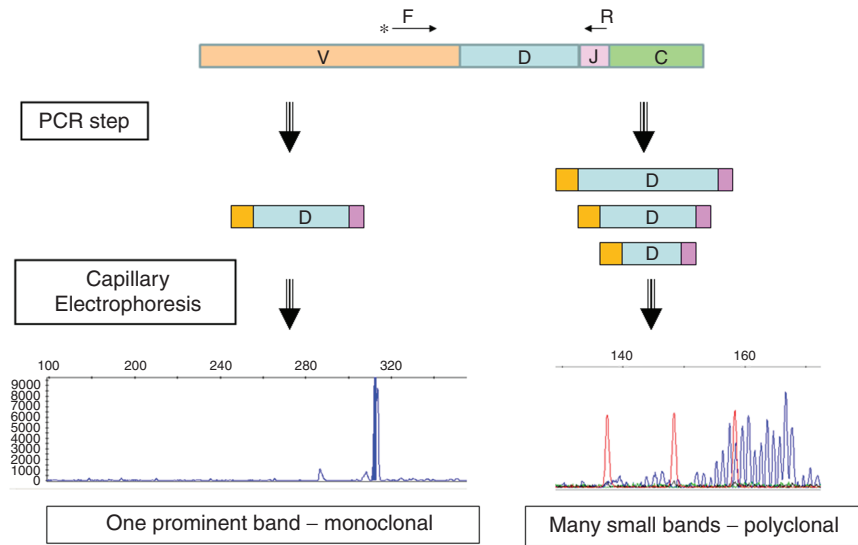 * F R
V D J C
PCR step
D
D
D
D
Capillary
Electrophoresis
100 200 240 280 320
9000
8000
7000
6000
5000
4000
3000
2000
1000
0
140 160
One prominent band – monoclonal
Many small bands – polyclonal